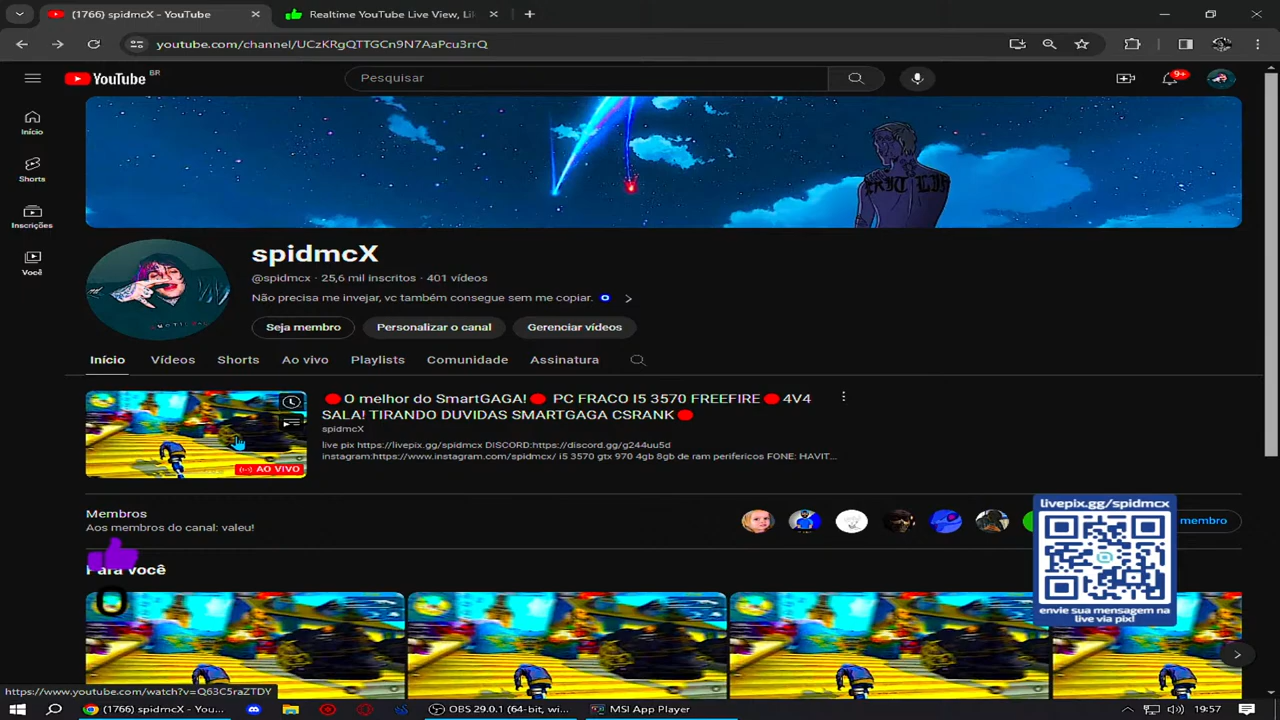 (1766) spidmcX - YouTube
Realtime YouTube Live View, Li
youtube.com/channel/UCzKRgQTTGCn9N7AaPcu3rrQ
YouTube BR
Pesquisar
9+
Início
Shorts
Inscrições
Você
spidmcX
@spidmcx · 25,6 mil inscritos · 401 vídeos
Não precisa me invejar, vc também consegue sem me copiar.
Seja membro
Personalizar o canal
Gerenciar vídeos
Início
Vídeos
Shorts
Ao vivo
Playlists
Comunidade
Assinatura
O melhor do SmartGAGA! PC FRACO I5 3570 FREEFIRE 4V4
SALA! TIRANDO DUVIDAS SMARTGAGA CSRANK
spidmcX
live pix https://livepix.gg/spidmcx DISCORD:https://discord.gg/g244uu5d
instagram:https://www.instagram.com/spidmcx/ i5 3570 gtx 970 4gb 8gb de ram perifericos FONE: HAVIT...
AO VIVO
Membros
Aos membros do canal: valeu!
membro
livepix.gg/spidmcx
envie sua mensagem na
live via pix!
Para você
0
https://www.youtube.com/watch?v=Q63C5raZTDY
(1766) spidmcX - You...
OBS 29.0.1 (64-bit, wi...
MSI App Player
19:57